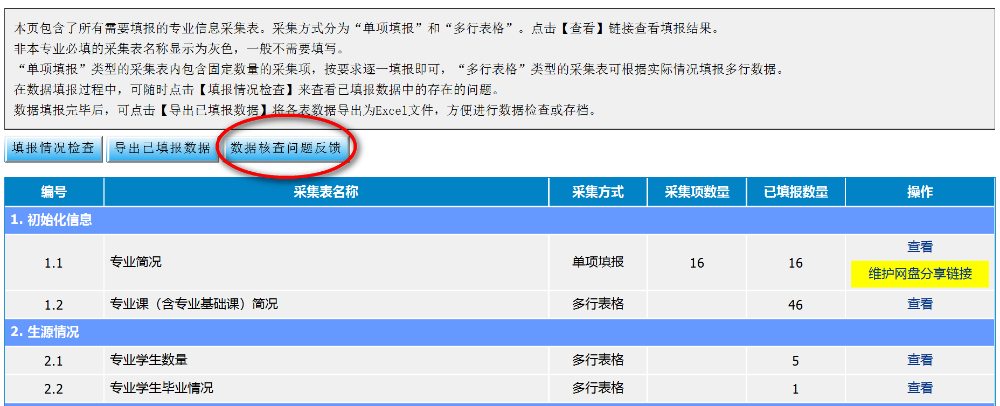 本页包含了所有需要填报的专业信息采集表。采集方式分为“单项填报”和“多行表格”。点击【查看】链接查看填报结果。
非本专业必填的采集表名称显示为灰色，一般不需要填写。
“单项填报”类型的采集表内包含固定数量的采集项，按要求逐一填报即可，“多行表格”类型的采集表可根据实际情况填报多行数据。
在数据填报过程中，可随时点击【填报情况检查】来查看已填报数据中的存在的问题。
数据填报完毕后，可点击【导出已填报数据】将各表数据导出为Excel文件，方便进行数据检查或存档。
填报情况检查 导出已填报数据 数据核查问题反馈
编号 采集表名称 采集方式 采集项数量 已填报数量 操作
1. 初始化信息
1.1 专业简况 单项填报 16 16 查看
维护网盘分享链接
1.2 专业课（含专业基础课）简况 多行表格 46 查看
2. 生源情况
2.1 专业学生数量 多行表格 5 查看
2.2 专业学生毕业情况 多行表格 1 查看